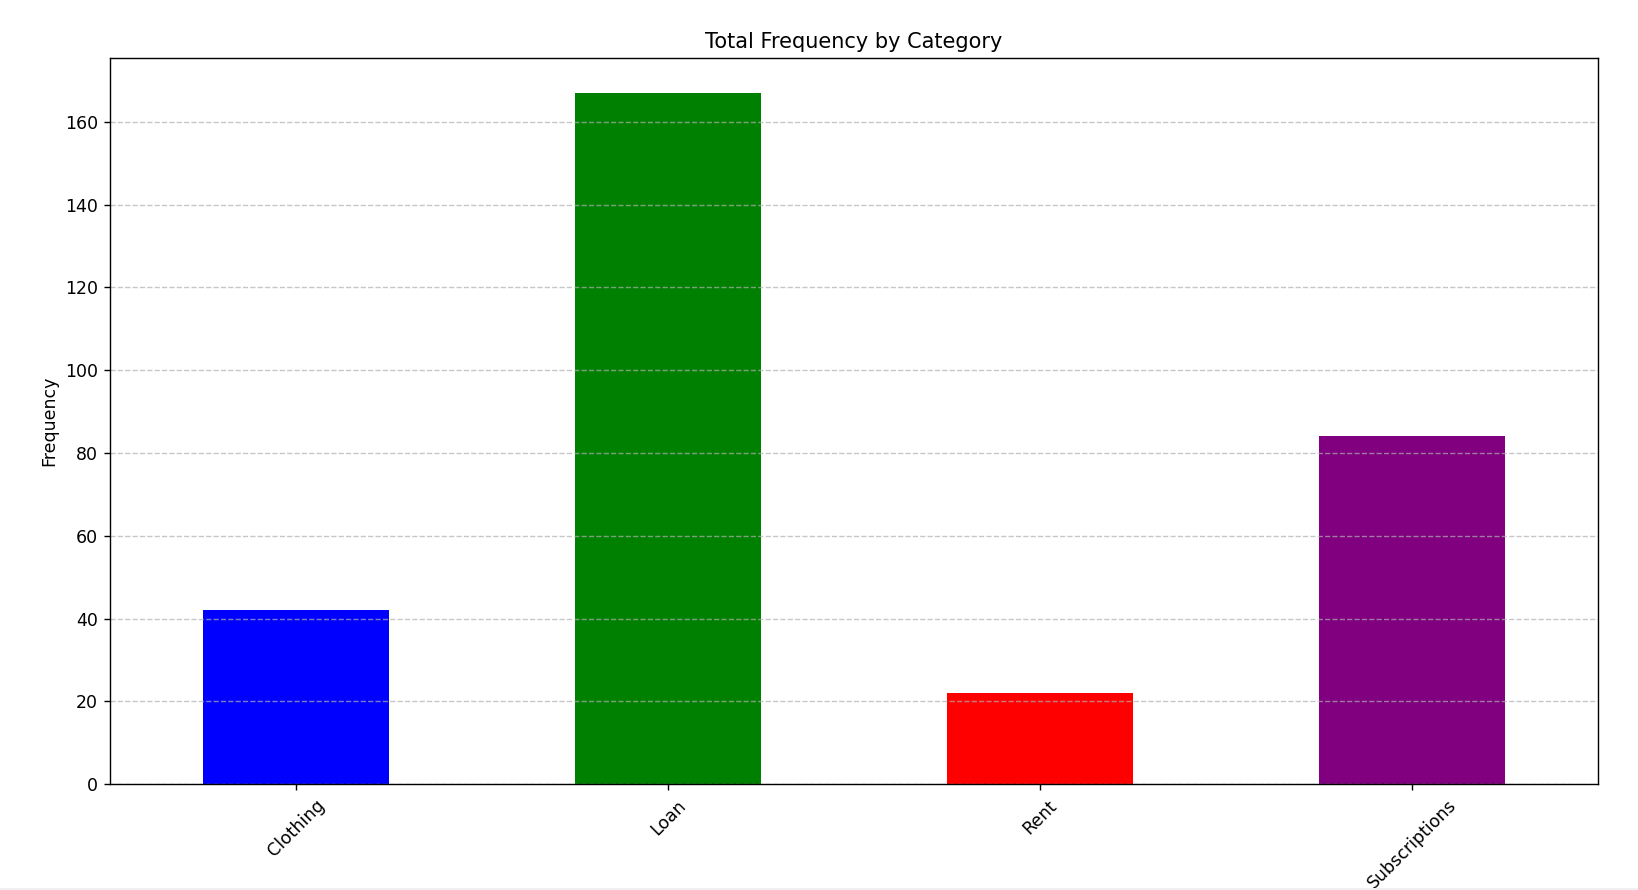 Total Frequency by Category
Frequency
160
140
120
100
80
60
40
20
0
Clothing
Loan
Rent
Subscriptions